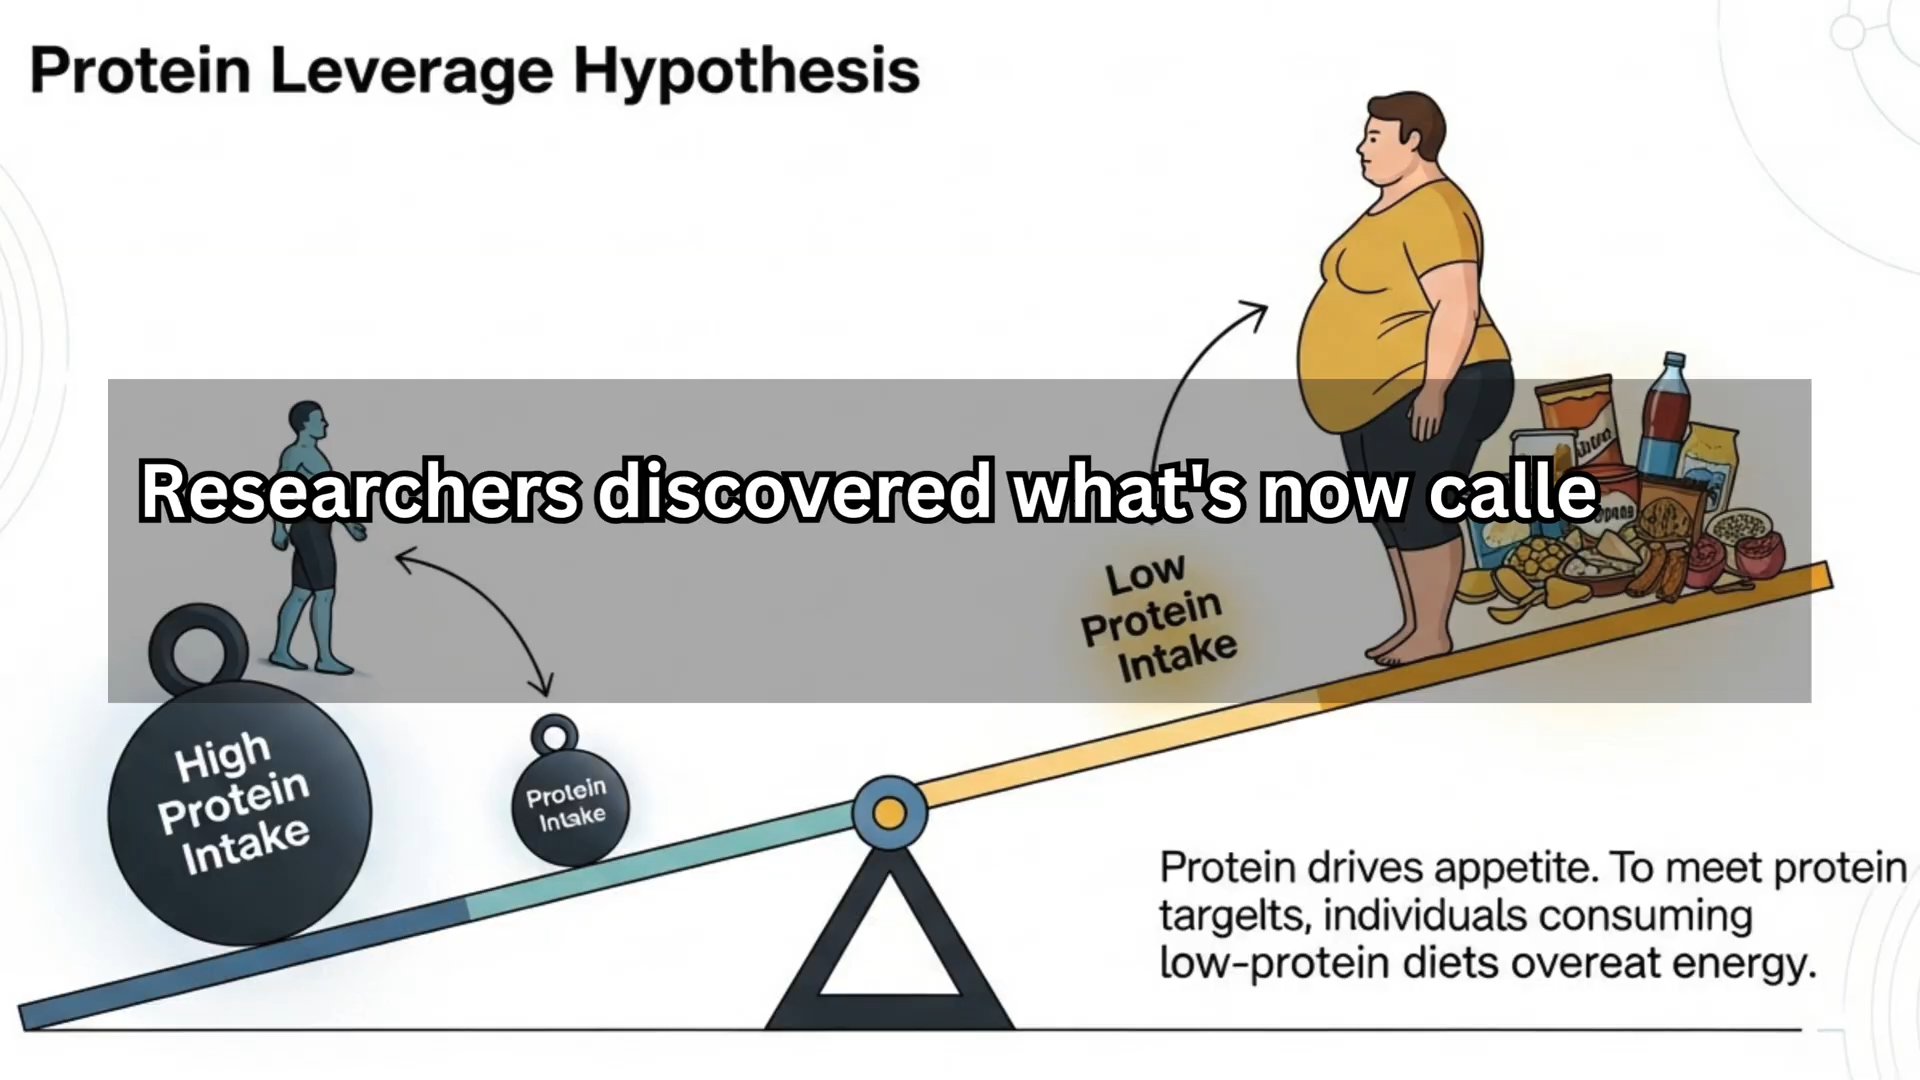 Protein Leverage Hypothesis
Researchers discovered what's now calle
Low
Protein
Intake
High
Protein
Intake
Protein
Intake
Protein drives appetite. To meet protein
targelts, individuals consuming
low-protein diets overeat energy.